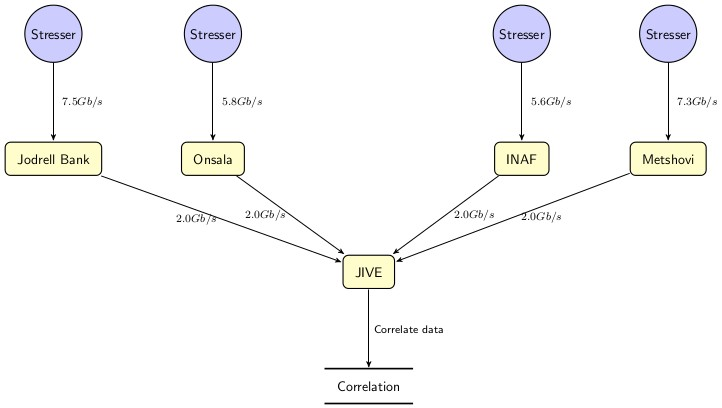 Stresser
Stresser
Stresser
Stresser
7.5Gb/s
5.8Gb/s
5.6Gb/s
7.3Gb/s
Jodrell Bank
Onsala
INAF
Metshovi
2.0Gb/s
2.0Gb/s
2.0Gb/s
2.0Gb/s
JIVE
Correlate data
Correlation